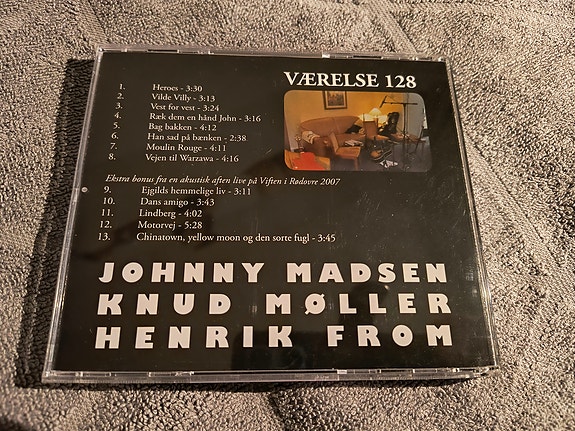 VÆRELSE 128
1. Heroes - 3:30
2. Vilde Villy - 3:13
3. Vest for vest - 3:24
4. Ræk dem en hånd John - 3:16
5. Bag bakken - 4:12
6. Han sad på bænken - 2:38
7. Moulin Rouge - 4:11
8. Vejen til Warzawa - 4:16
Ekstra bonus fra en akustisk aften live på Viften i Rødovre 2007
9. Ejgilds hemmelige liv - 3:11
10. Dans amigo - 3:43
11. Lindberg - 4:02
12. Motorvej - 5:28
13. Chinatown, yellow moon og den sorte fugl - 3:45
JOHNNY MADSEN
KNUD MØLLER
HENRIK FROM